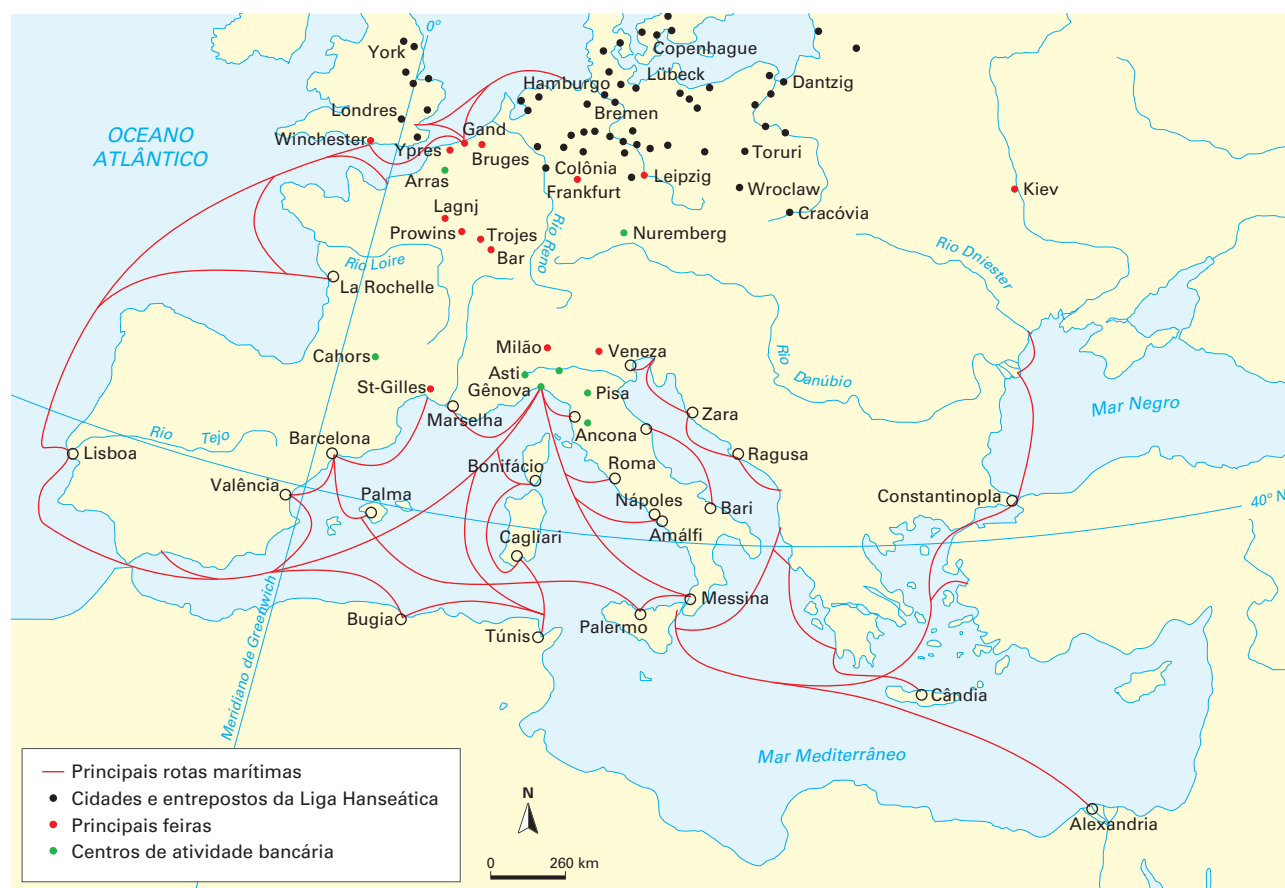 0º
York
Copenhague
Lübeck
Hamburgo
Dantzig
Londres
Bremen
OCEANO
ATLÂNTICO
Winchester
Gand
Ypres
Bruges
Toruri
Colônia
Arras
Frankfurt
Leipzig
Wroclaw
Kiev
Cracóvia
Lagnj
Prowins
Trojes
Bar
Rio Reno
Nuremberg
Rio Dniester
Rio Loire
La Rochelle
Cahors
Milão
Veneza
Rio
Danúbio
Asti
St-Gilles
Gênova
Pisa
Mar Negro
Marselha
Zara
Rio Tejo
Barcelona
Ancona
Lisboa
Ragusa
Bonifácio
Roma
Valência
Palma
Nápoles
Bari
Constantinopla
40º N
Amálfi
Cagliari
Meridiano de Greenwich
Messina
Bugia
Palermo
Túnis
Cândia
Mar Mediterrâneo
Alexandria
Principais rotas marítimas
Cidades e entrepostos da Liga Hanseática
Principais feiras
Centros de atividade bancária
N
0 260 km